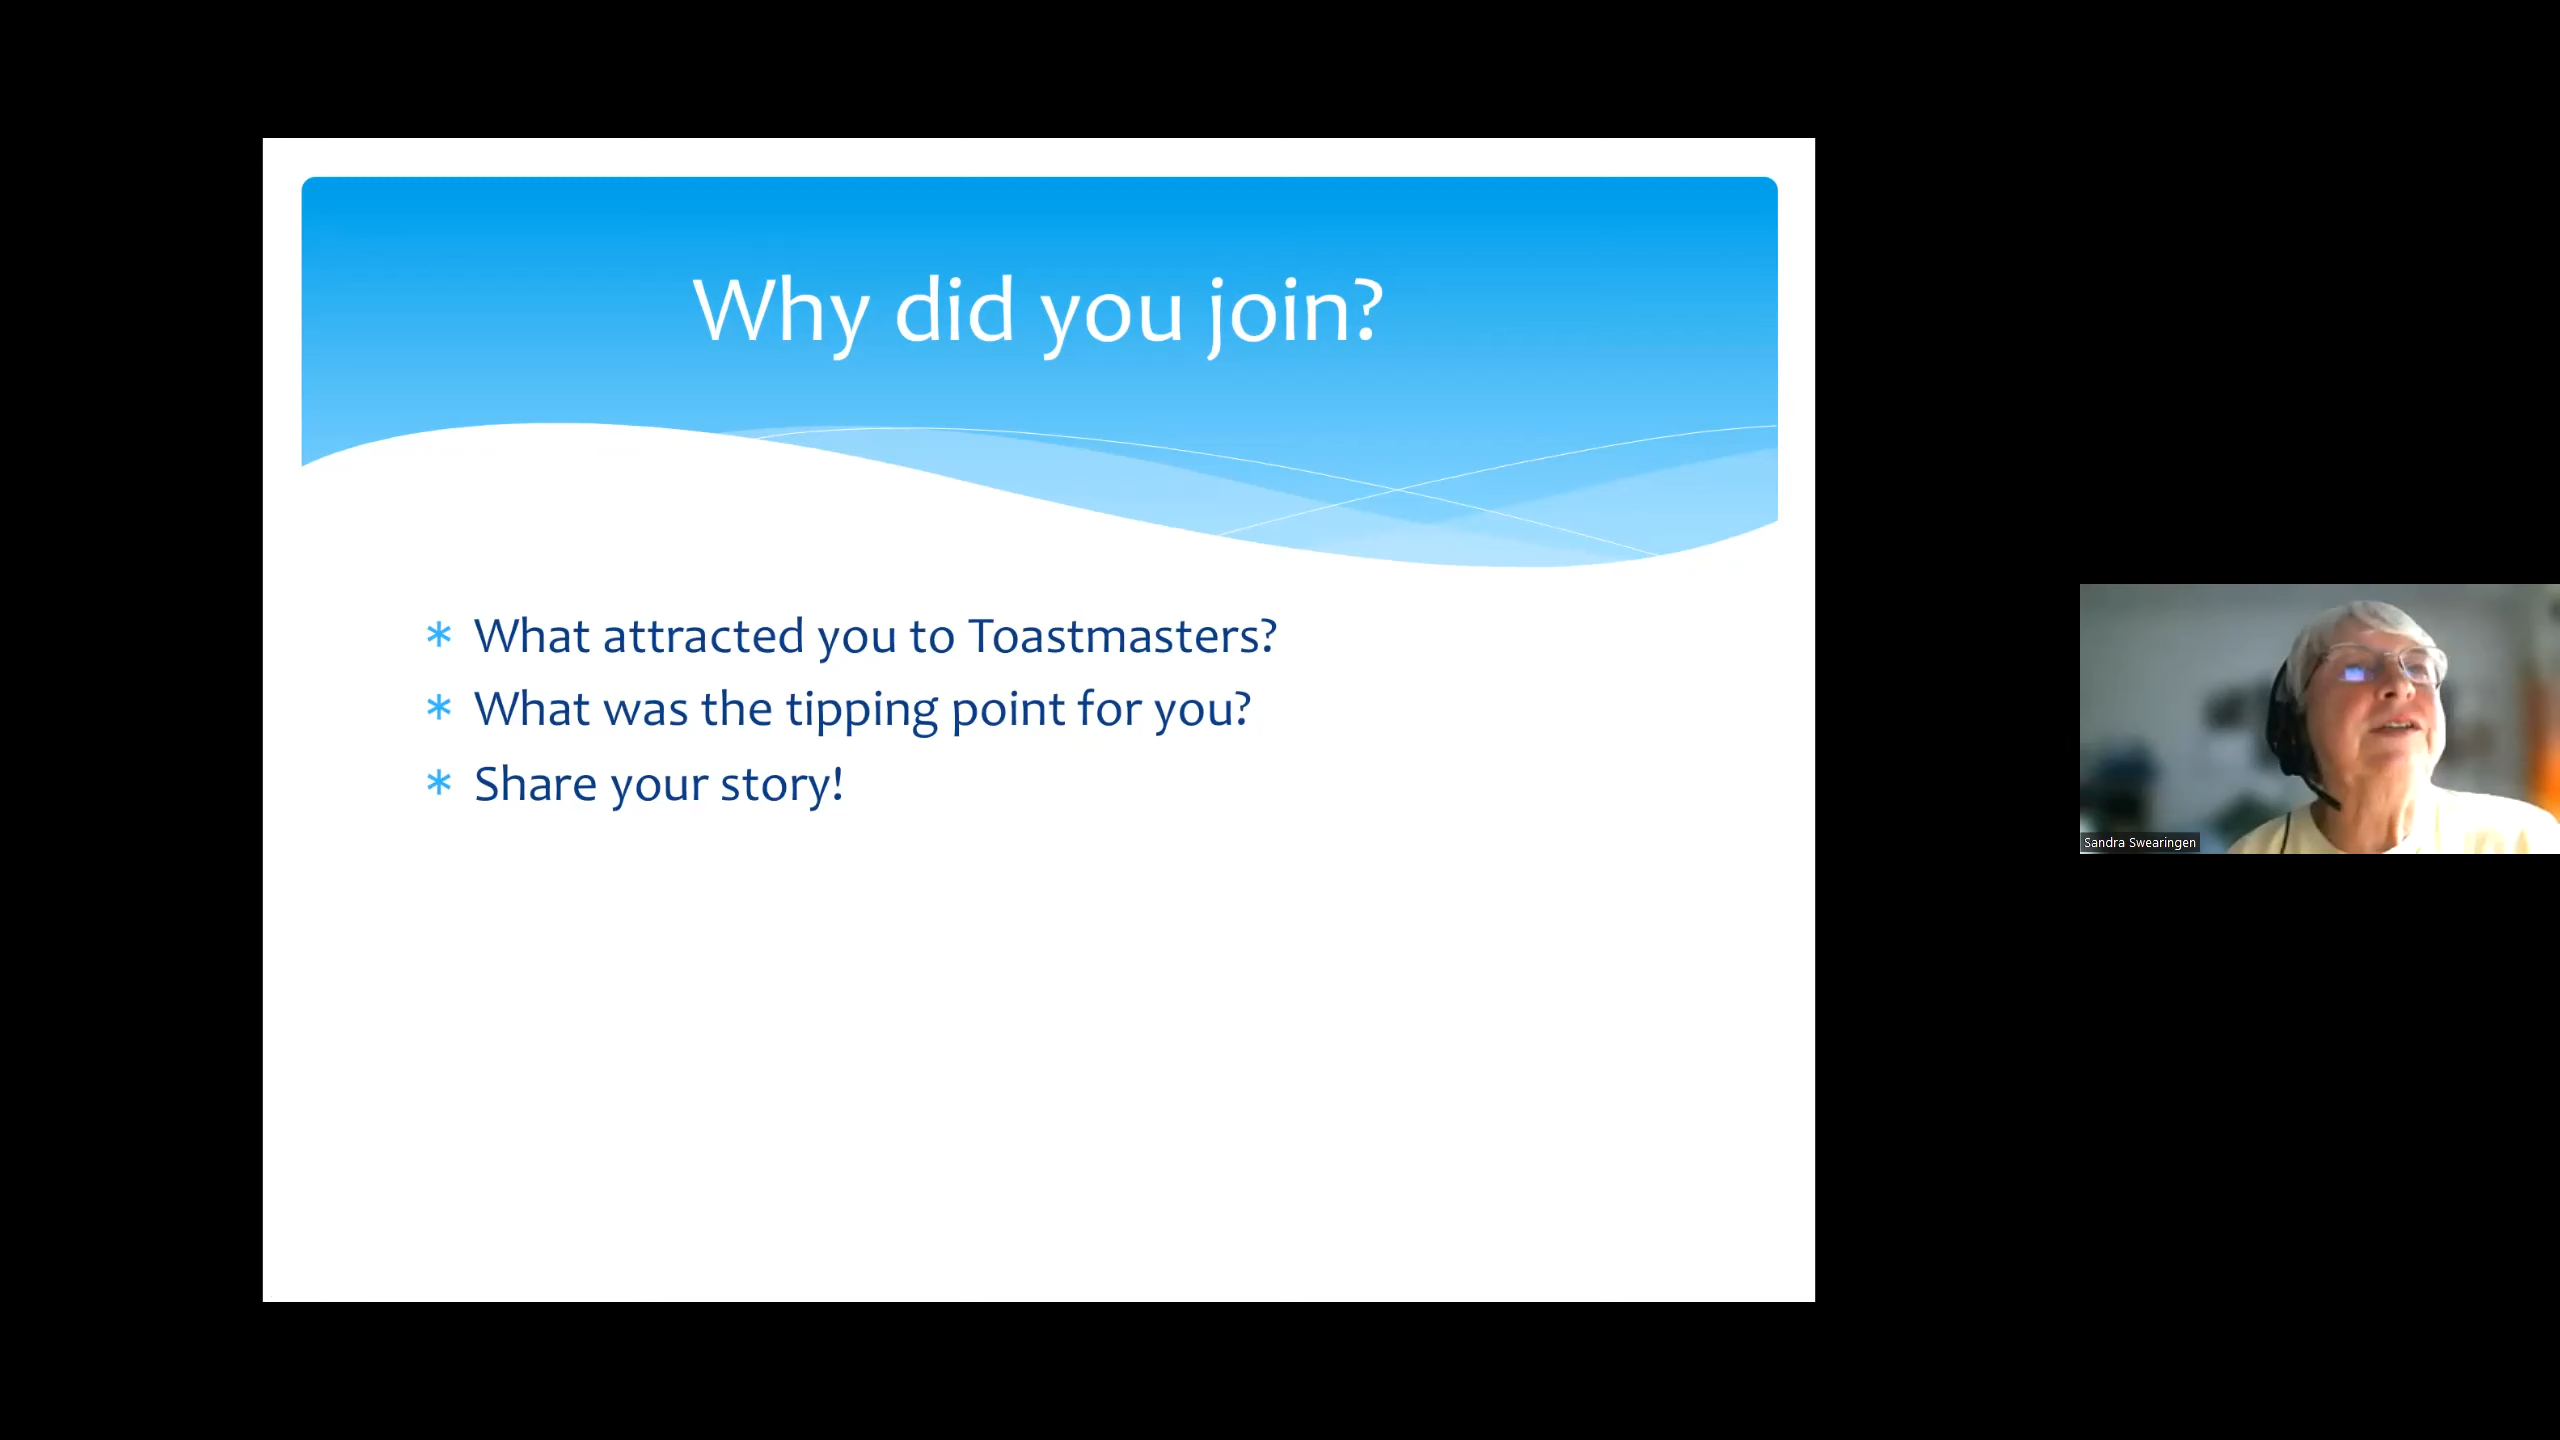 Why did you join?
* What attracted you to Toastmasters?
* What was the tipping point for you?
* Share your story!
Sandra Swearingen